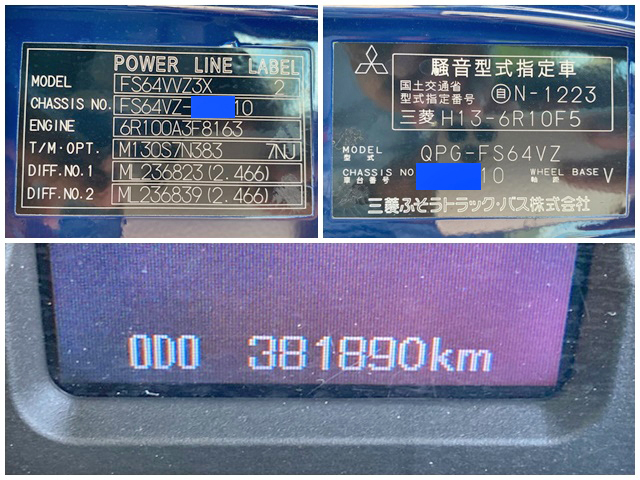 POWER LINE LABEL
MODEL FS64VVZ3X 2
CHASSIS NO. FS64VZ- 10
ENGINE 6R100A3F8163
T/M·OPT. M130S7N383 7NJ
DIFF.NO.1 ML236823(2.466)
DIFF.NO.2 ML236839(2.466)
騒音型式指定車
国土交通省
型式指定番号 自N-1223
三菱 H13-6R10F5
MODEL
型式 QPG-FS64VZ
CHASSIS NO 10 WHEEL BASE V
車台番号 軸距
三菱ふそうトラック・バス株式会社
ODO 381890km